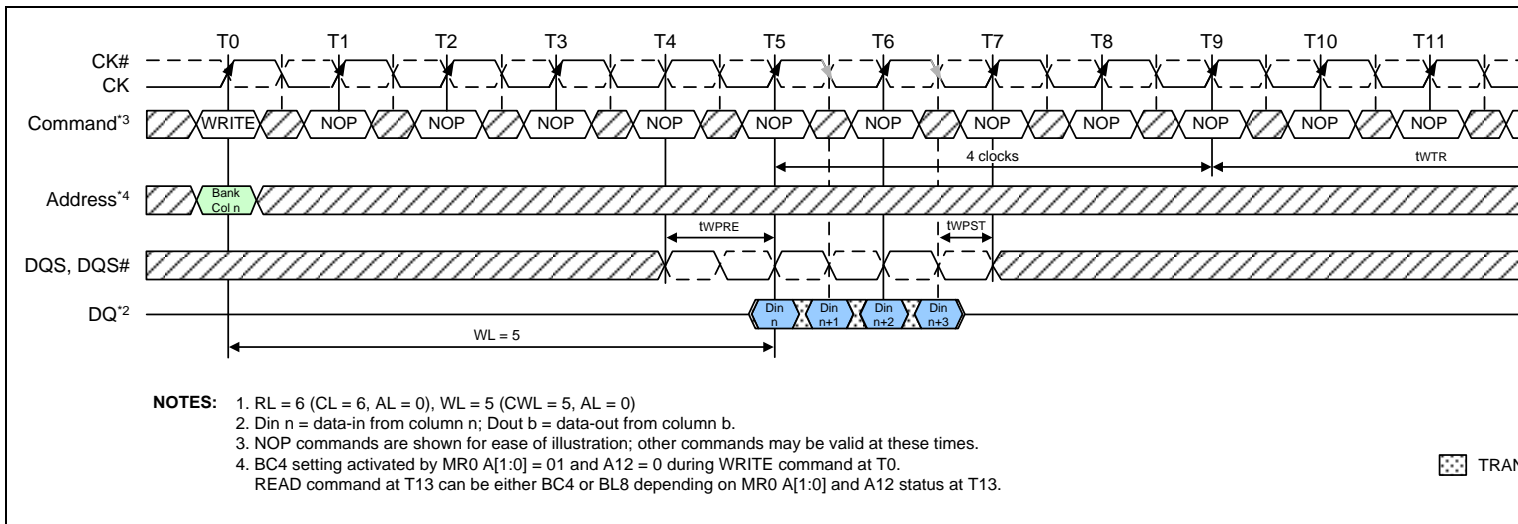 T0 T1 T2 T3 T4 T5 T6 T7 T8 T9 T10 T11
CK#
CK
Command*3 WRITE NOP NOP NOP NOP NOP NOP NOP NOP NOP NOP NOP
4 clocks tWTR
Address*4 Bank Col n
tWPRE tWPST
DQS, DQS#
DQ*2 Din n Din n+1 Din n+2 Din n+3
WL = 5
NOTES: 1. RL = 6 (CL = 6, AL = 0), WL = 5 (CWL = 5, AL = 0)
2. Din n = data-in from column n; Dout b = data-out from column b.
3. NOP commands are shown for ease of illustration; other commands may be valid at these times.
4. BC4 setting activated by MR0 A[1:0] = 01 and A12 = 0 during WRITE command at T0.
READ command at T13 can be either BC4 or BL8 depending on MR0 A[1:0] and A12 status at T13.
TRAN